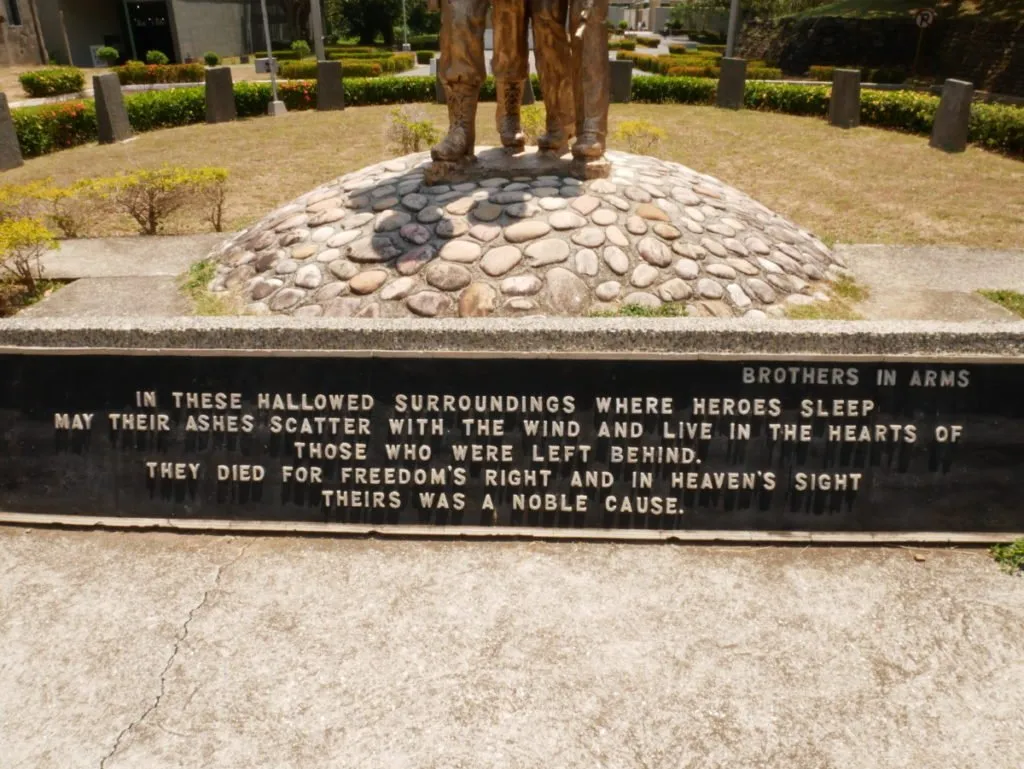 BROTHERS IN ARMS
IN THESE HALLOWED SURROUNDINGS WHERE HEROES SLEEP
MAY THEIR ASHES SCATTER WITH THE WIND AND LIVE IN THE HEARTS OF
THOSE WHO WERE LEFT BEHIND.
THEY DIED FOR FREEDOM'S RIGHT AND IN HEAVEN'S SIGHT
THEIRS WAS A NOBLE CAUSE.